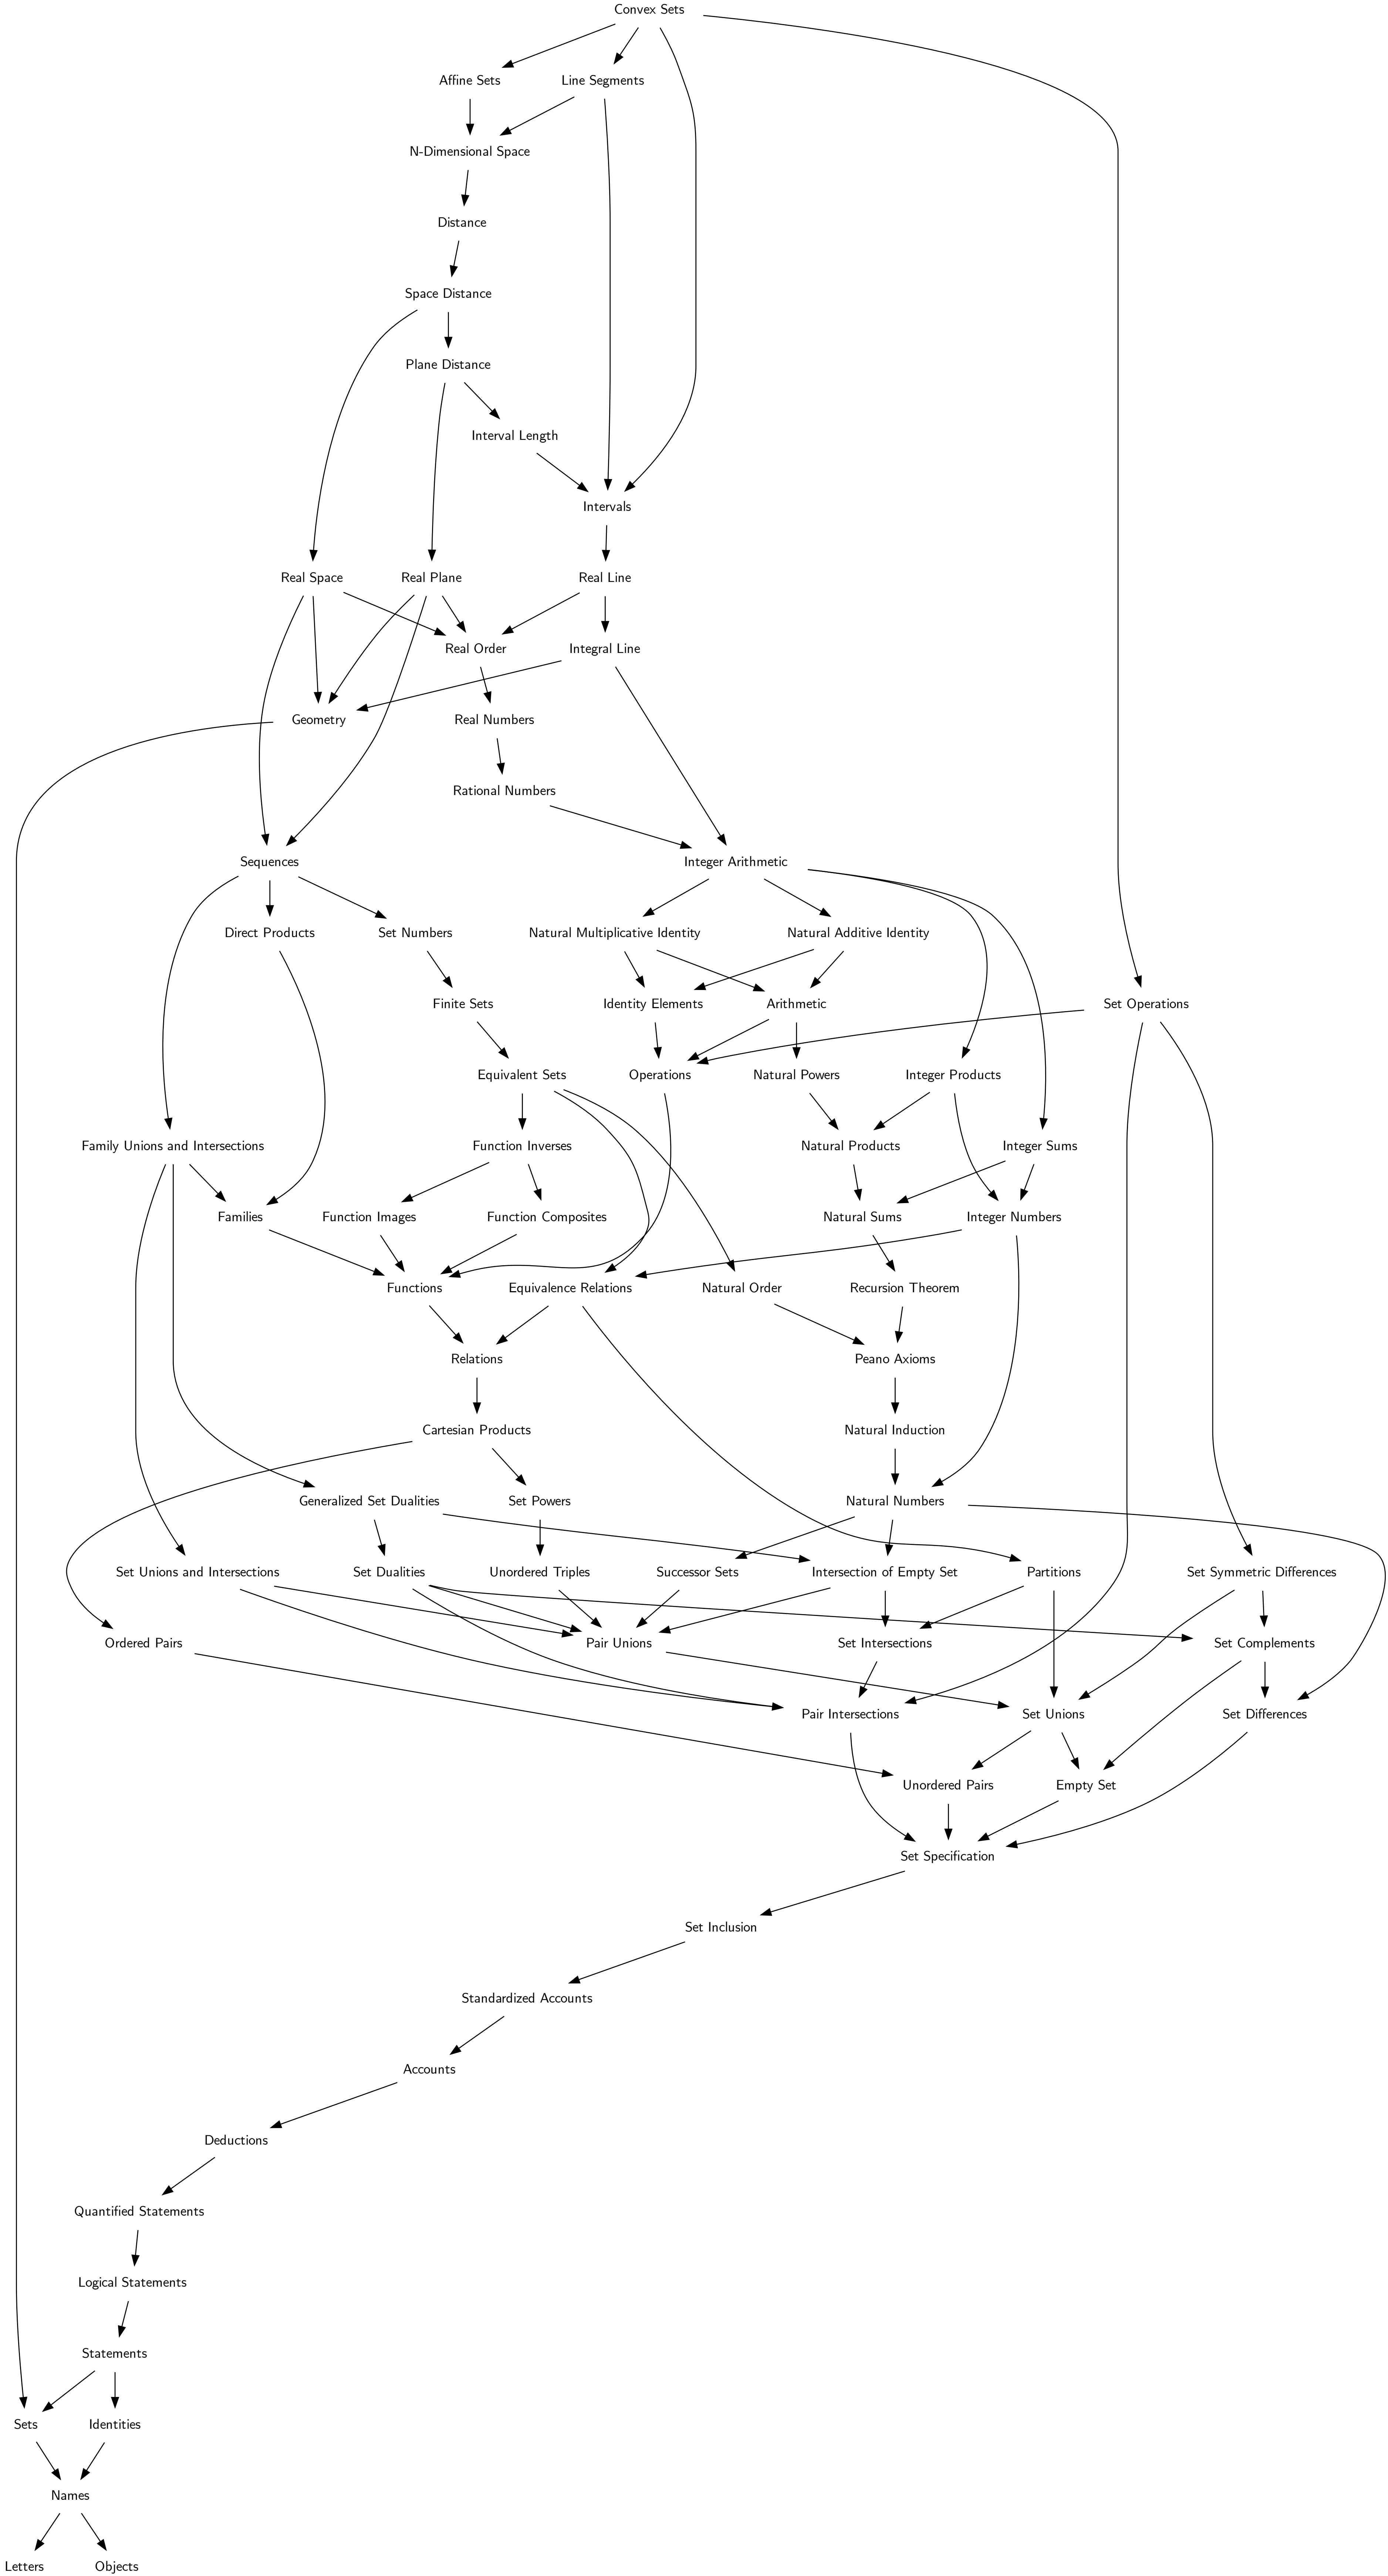 Convex Sets
Affine Sets
Line Segments
N-Dimensional Space
Distance
Space Distance
Plane Distance
Interval Length
Intervals
Real Space
Real Plane
Real Line
Real Order
Integral Line
Geometry
Real Numbers
Rational Numbers
Sequences
Integer Arithmetic
Direct Products
Set Numbers
Natural Multiplicative Identity
Natural Additive Identity
Finite Sets
Identity Elements
Arithmetic
Set Operations
Equivalent Sets
Operations
Natural Powers
Integer Products
Family Unions and Intersections
Function Inverses
Natural Products
Integer Sums
Families
Function Images
Function Composites
Natural Sums
Integer Numbers
Functions
Equivalence Relations
Natural Order
Recursion Theorem
Relations
Peano Axioms
Cartesian Products
Natural Induction
Generalized Set Dualities
Set Powers
Natural Numbers
Set Unions and Intersections
Set Dualities
Unordered Triples
Successor Sets
Intersection of Empty Set
Partitions
Set Symmetric Differences
Ordered Pairs
Pair Unions
Set Intersections
Set Complements
Pair Intersections
Set Unions
Set Differences
Unordered Pairs
Empty Set
Set Specification
Set Inclusion
Standardized Accounts
Accounts
Deductions
Quantified Statements
Logical Statements
Statements
Sets
Identities
Names
Letters
Objects